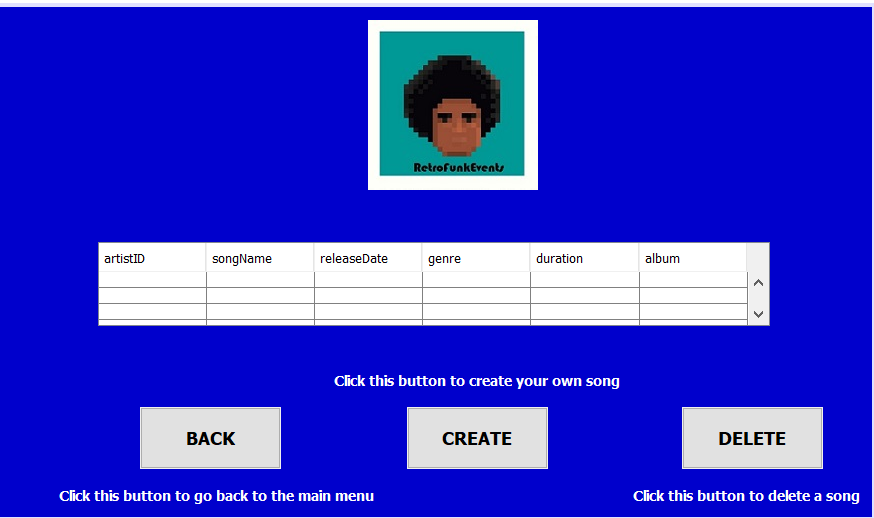 RetroFunkEvents
artistID songName releaseDate genre duration album
Click this button to create your own song
BACK CREATE DELETE
Click this button to go back to the main menu Click this button to delete a song